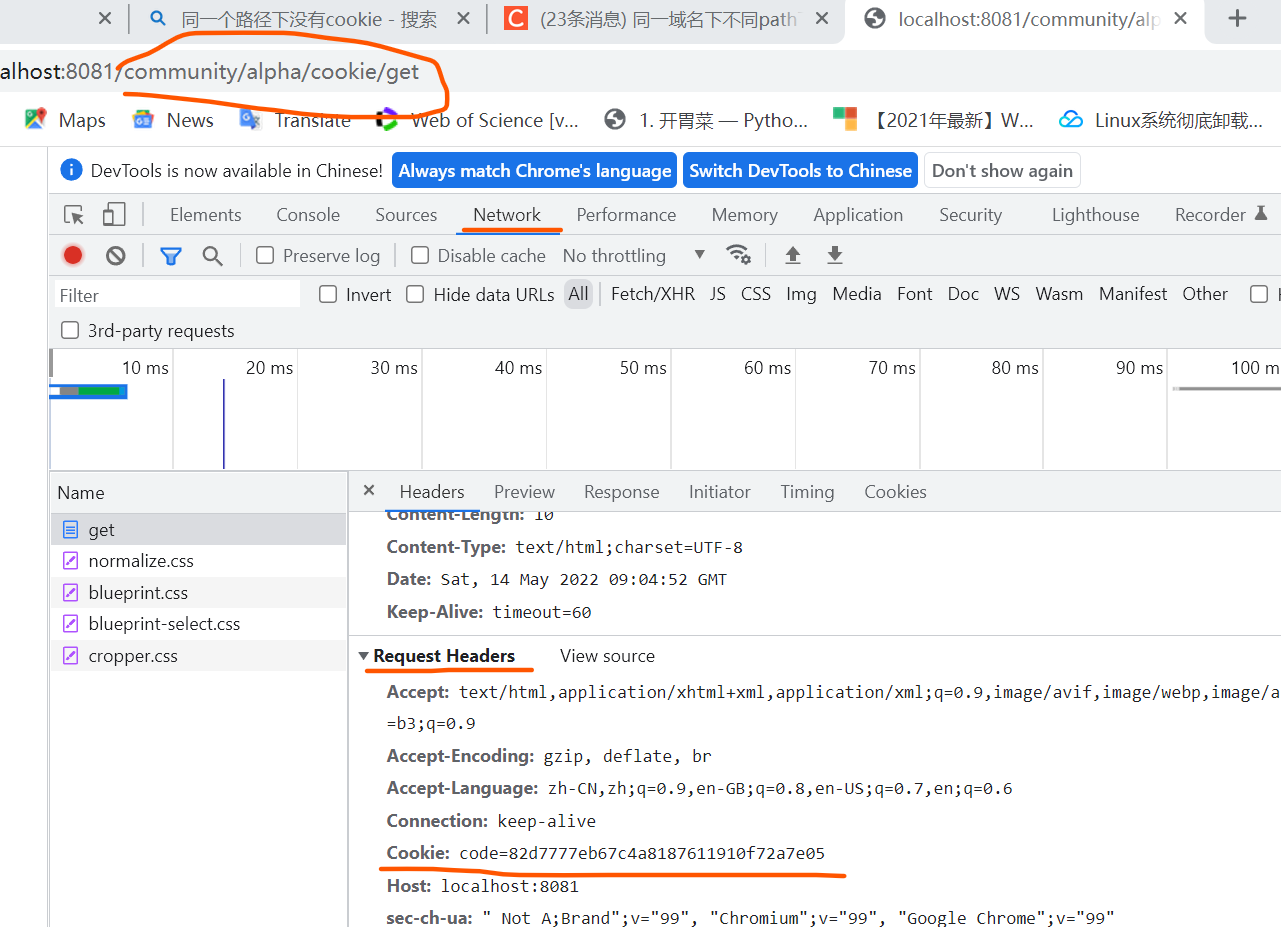 同一个路径下没有cookie - 搜索
(23条消息) 同一域名下不同path
localhost:8081/community/alp
alhost:8081/community/alpha/cookie/get
Maps News Translate Web of Science [v... 1. 开胃菜 — Pytho... 【2021年最新】W... Linux系统彻底卸载...
DevTools is now available in Chinese! Always match Chrome's language Switch DevTools to Chinese Don't show again
Elements Console Sources Network Performance Memory Application Security Lighthouse Recorder
Preserve log Disable cache No throttling
Filter Invert Hide data URLs All Fetch/XHR JS CSS Img Media Font Doc WS Wasm Manifest Other
3rd-party requests
10 ms 20 ms 30 ms 40 ms 50 ms 60 ms 70 ms 80 ms 90 ms 100 m
Name
get
normalize.css
blueprint.css
blueprint-select.css
cropper.css
Headers Preview Response Initiator Timing Cookies
Content-Length: 10
Content-Type: text/html;charset=UTF-8
Date: Sat, 14 May 2022 09:04:52 GMT
Keep-Alive: timeout=60
Request Headers View source
Accept: text/html,application/xhtml+xml,application/xml;q=0.9,image/avif,image/webp,image/a
=b3;q=0.9
Accept-Encoding: gzip, deflate, br
Accept-Language: zh-CN,zh;q=0.9,en-GB;q=0.8,en-US;q=0.7,en;q=0.6
Connection: keep-alive
Cookie: code=82d7777eb67c4a8187611910f72a7e05
Host: localhost:8081
sec-ch-ua: " Not A;Brand";v="99", "Chromium";v="99", "Google Chrome";v="99"